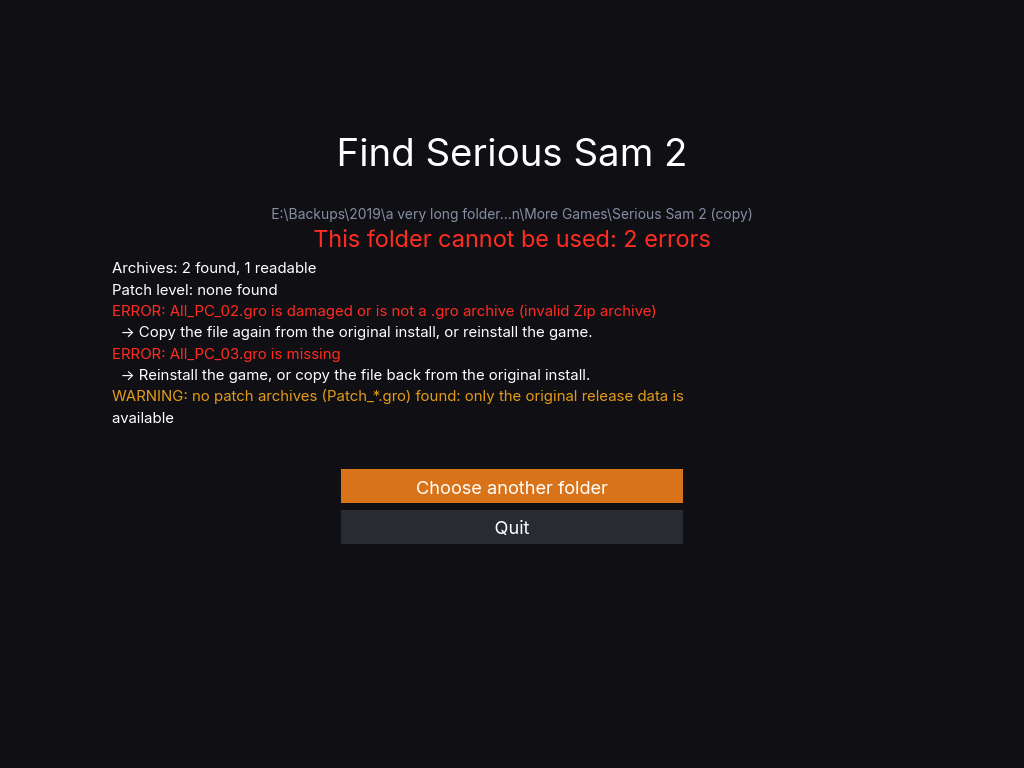 Find Serious Sam 2
E:\Backups\2019\a very long folder...n\More Games\Serious Sam 2 (copy)
This folder cannot be used: 2 errors
Archives: 2 found, 1 readable
Patch level: none found
ERROR: All_PC_02.gro is damaged or is not a .gro archive (invalid Zip archive)
→ Copy the file again from the original install, or reinstall the game.
ERROR: All_PC_03.gro is missing
→ Reinstall the game, or copy the file back from the original install.
WARNING: no patch archives (Patch_*.gro) found: only the original release data is
available
Choose another folder
Quit